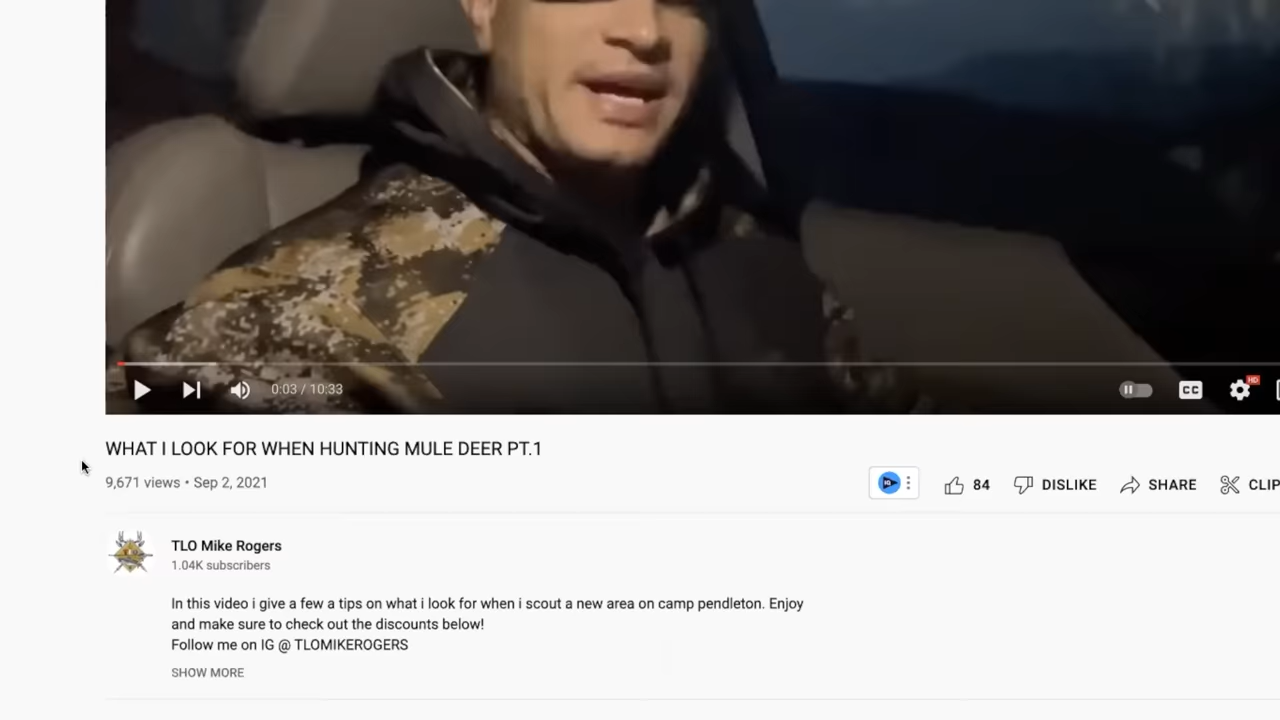 0:03 / 10:33
CC
HD
WHAT I LOOK FOR WHEN HUNTING MULE DEER PT.1
9,671 views • Sep 2, 2021
IQ
84 DISLIKE SHARE CLIP
TLO Mike Rogers
1.04K subscribers
In this video i give a few a tips on what i look for when i scout a new area on camp pendleton. Enjoy
and make sure to check out the discounts below!
Follow me on IG @ TLOMIKEROGERS
SHOW MORE